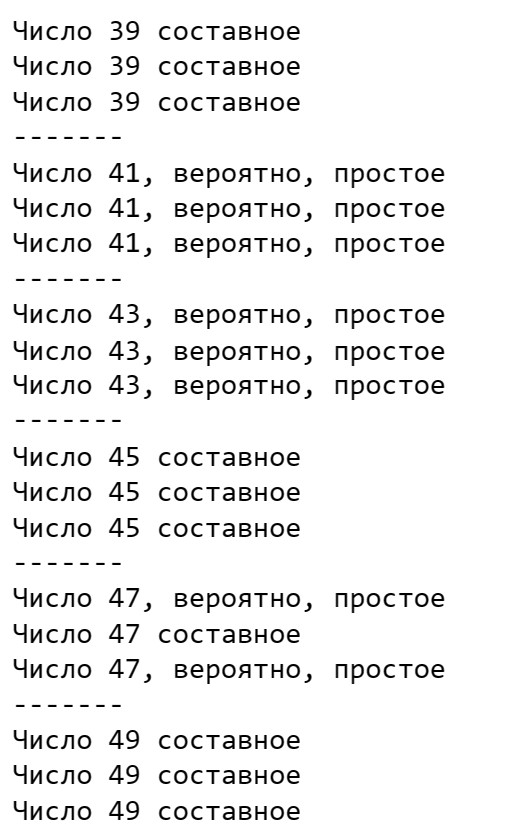 Число 39 составное
Число 39 составное
Число 39 составное
-------
Число 41, вероятно, простое
Число 41, вероятно, простое
Число 41, вероятно, простое
-------
Число 43, вероятно, простое
Число 43, вероятно, простое
Число 43, вероятно, простое
-------
Число 45 составное
Число 45 составное
Число 45 составное
-------
Число 47, вероятно, простое
Число 47 составное
Число 47, вероятно, простое
-------
Число 49 составное
Число 49 составное
Число 49 составное